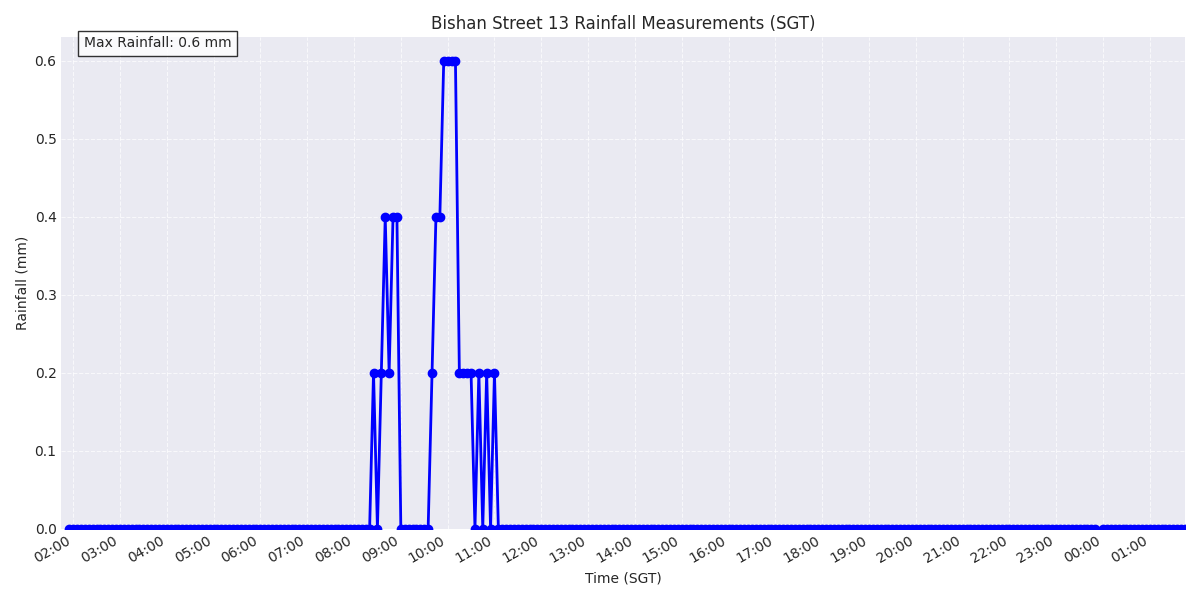 Bishan Street 13 Rainfall Measurements (SGT)
Max Rainfall: 0.6 mm
0.6
0.5
0.4
0.3
0.2
0.1
0.0
Rainfall (mm)
02:00 03:00 04:00 05:00 06:00 07:00 08:00 09:00 10:00 11:00 12:00 13:00 14:00 15:00 16:00 17:00 18:00 19:00 20:00 21:00 22:00 23:00 00:00 01:00
Time (SGT)